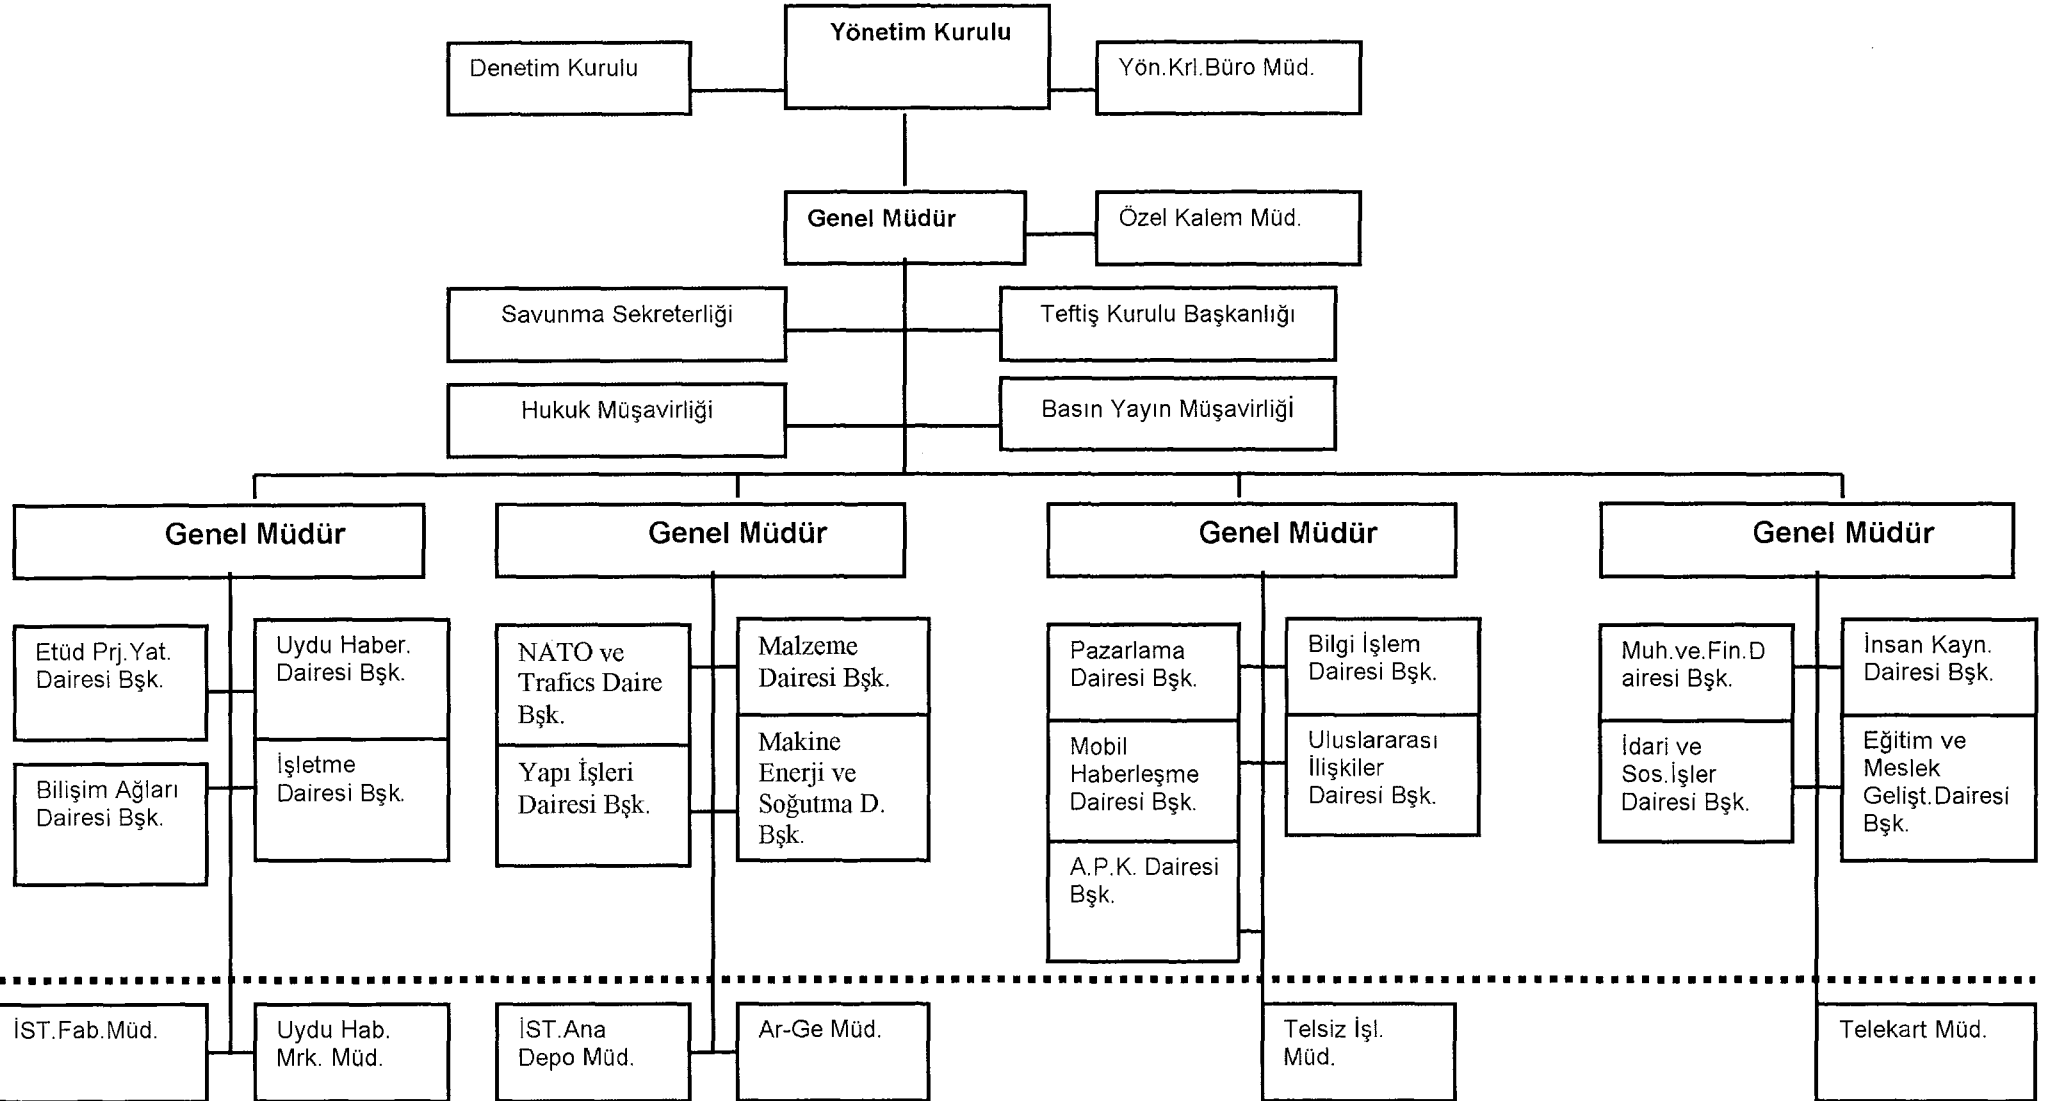 Yönetim Kurulu
Denetim Kurulu
Yön.Krl.Büro Müd.
Genel Müdür
Özel Kalem Müd.
Savunma Sekreterliği
Teftiş Kurulu Başkanlığı
Hukuk Müşavirliği
Basın Yayın Müşavirliği
Genel Müdür
Genel Müdür
Genel Müdür
Genel Müdür
Etüd Prj.Yat.
Dairesi Bşk.
Uydu Haber.
Dairesi Bşk.
Bilişim Ağları
Dairesi Bşk.
İşletme
Dairesi Bşk.
NATO ve
Trafics Daire
Bşk.
Malzeme
Dairesi Bşk.
Yapı İşleri
Dairesi Bşk.
Makine
Enerji ve
Soğutma D.
Bşk.
Pazarlama
Dairesi Bşk.
Bilgi İşlem
Dairesi Bşk.
Mobil
Haberleşme
Dairesi Bşk.
Uluslararası
İlişkiler
Dairesi Bşk.
A.P.K. Dairesi
Bşk.
Muh.ve.Fin.D
airesi Bşk.
İnsan Kayn.
Dairesi Bşk.
İdari ve
Sos.İşler
Dairesi Bşk.
Eğitim ve
Meslek
Gelişt.Dairesi
Bşk.
İST.Fab.Müd.
Uydu Hab.
Mrk. Müd.
İST.Ana
Depo Müd.
Ar-Ge Müd.
Telsiz İşl.
Müd.
Telekart Müd.